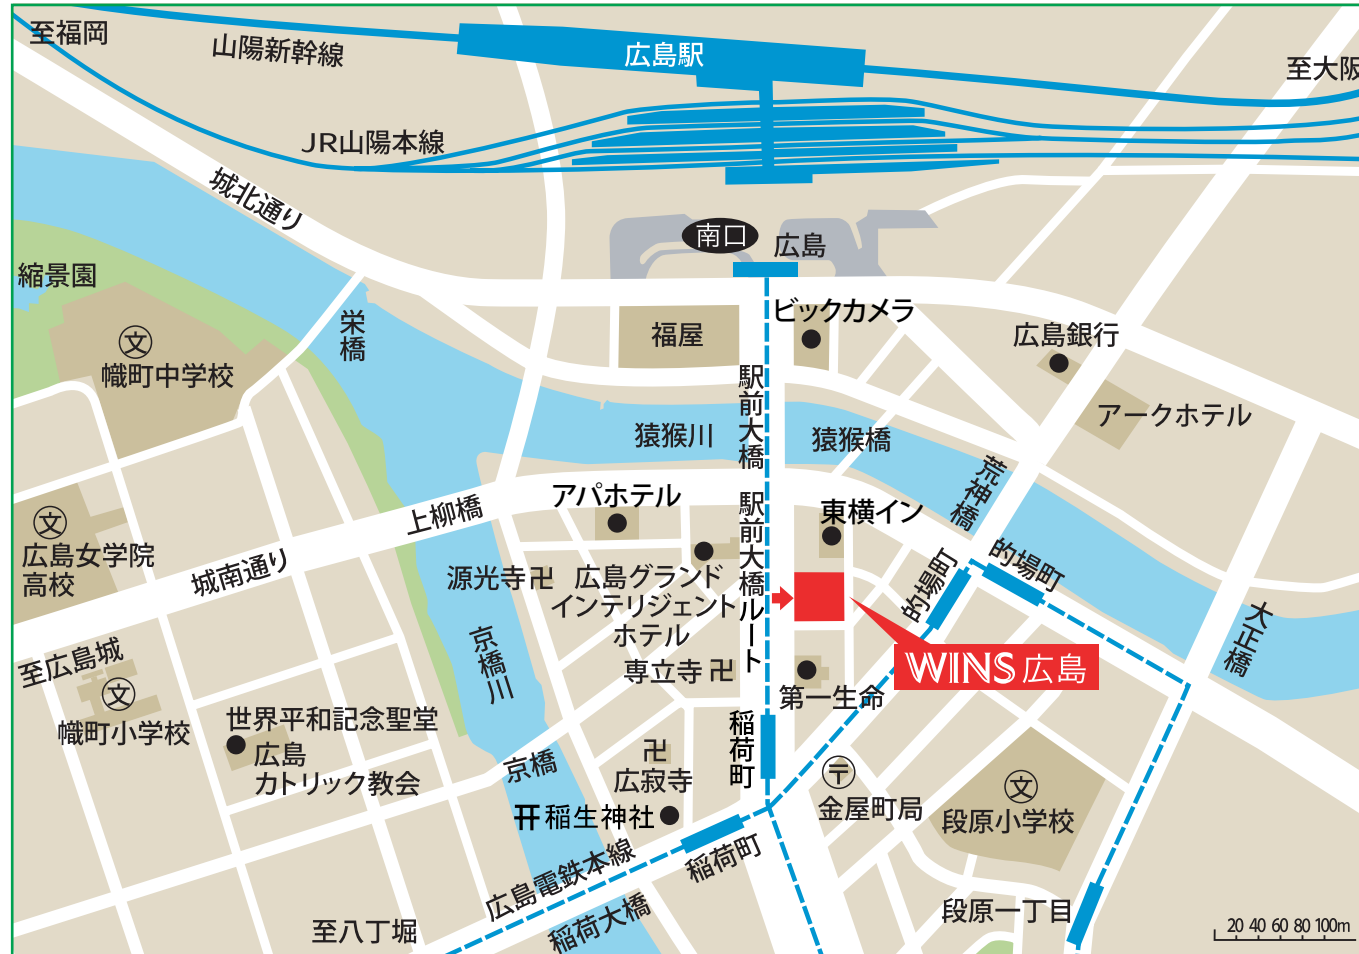 至福岡
山陽新幹線
広島駅
至大阪
JR山陽本線
城北通り
南口
広島
縮景園
栄橋
幟町中学校
福屋
ビックカメラ
広島銀行
アークホテル
駅前大橋
猿猴川
猿猴橋
荒神橋
アパホテル
駅前大橋ルート
東横イン
上柳橋
広島女学院
高校
城南通り
源光寺
広島グランド
インテリジェント
ホテル
的場町
的場町
大正橋
京橋川
専立寺
WINS広島
第一生命
至広島城
幟町小学校
世界平和記念聖堂
広島
カトリック教会
稲荷町
京橋
広寂寺
稲生神社
〒
金屋町局
文
文
文
文
段原小学校
広島電鉄本線
稲荷町
稲荷大橋
至八丁堀
段原一丁目
20 40 60 80 100m